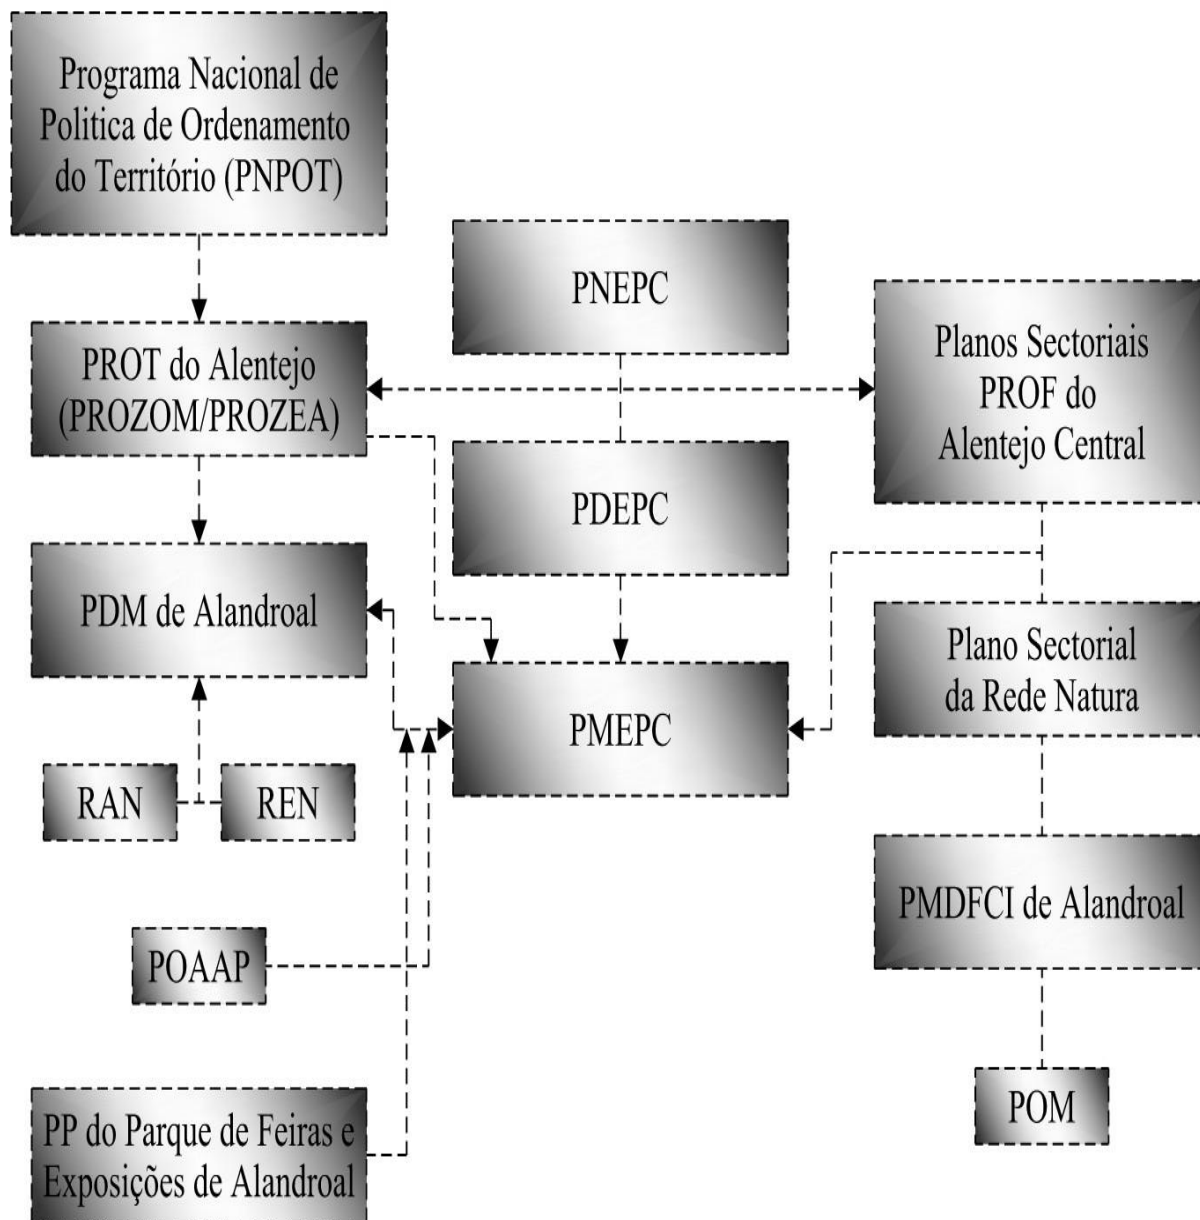 Programa Nacional de
Politica de Ordenamento
do Território (PNPOT)
PNEPC
Planos Sectoriais
PROF do
Alentejo Central
PROT do Alentejo
(PROZOM/PROZEA)
PDEPC
PDM de Alandroal
Plano Sectorial
da Rede Natura
PMEPC
RAN
REN
PMDFCI de Alandroal
POAAP
POM
PP do Parque de Feiras e
Exposições de Alandroal